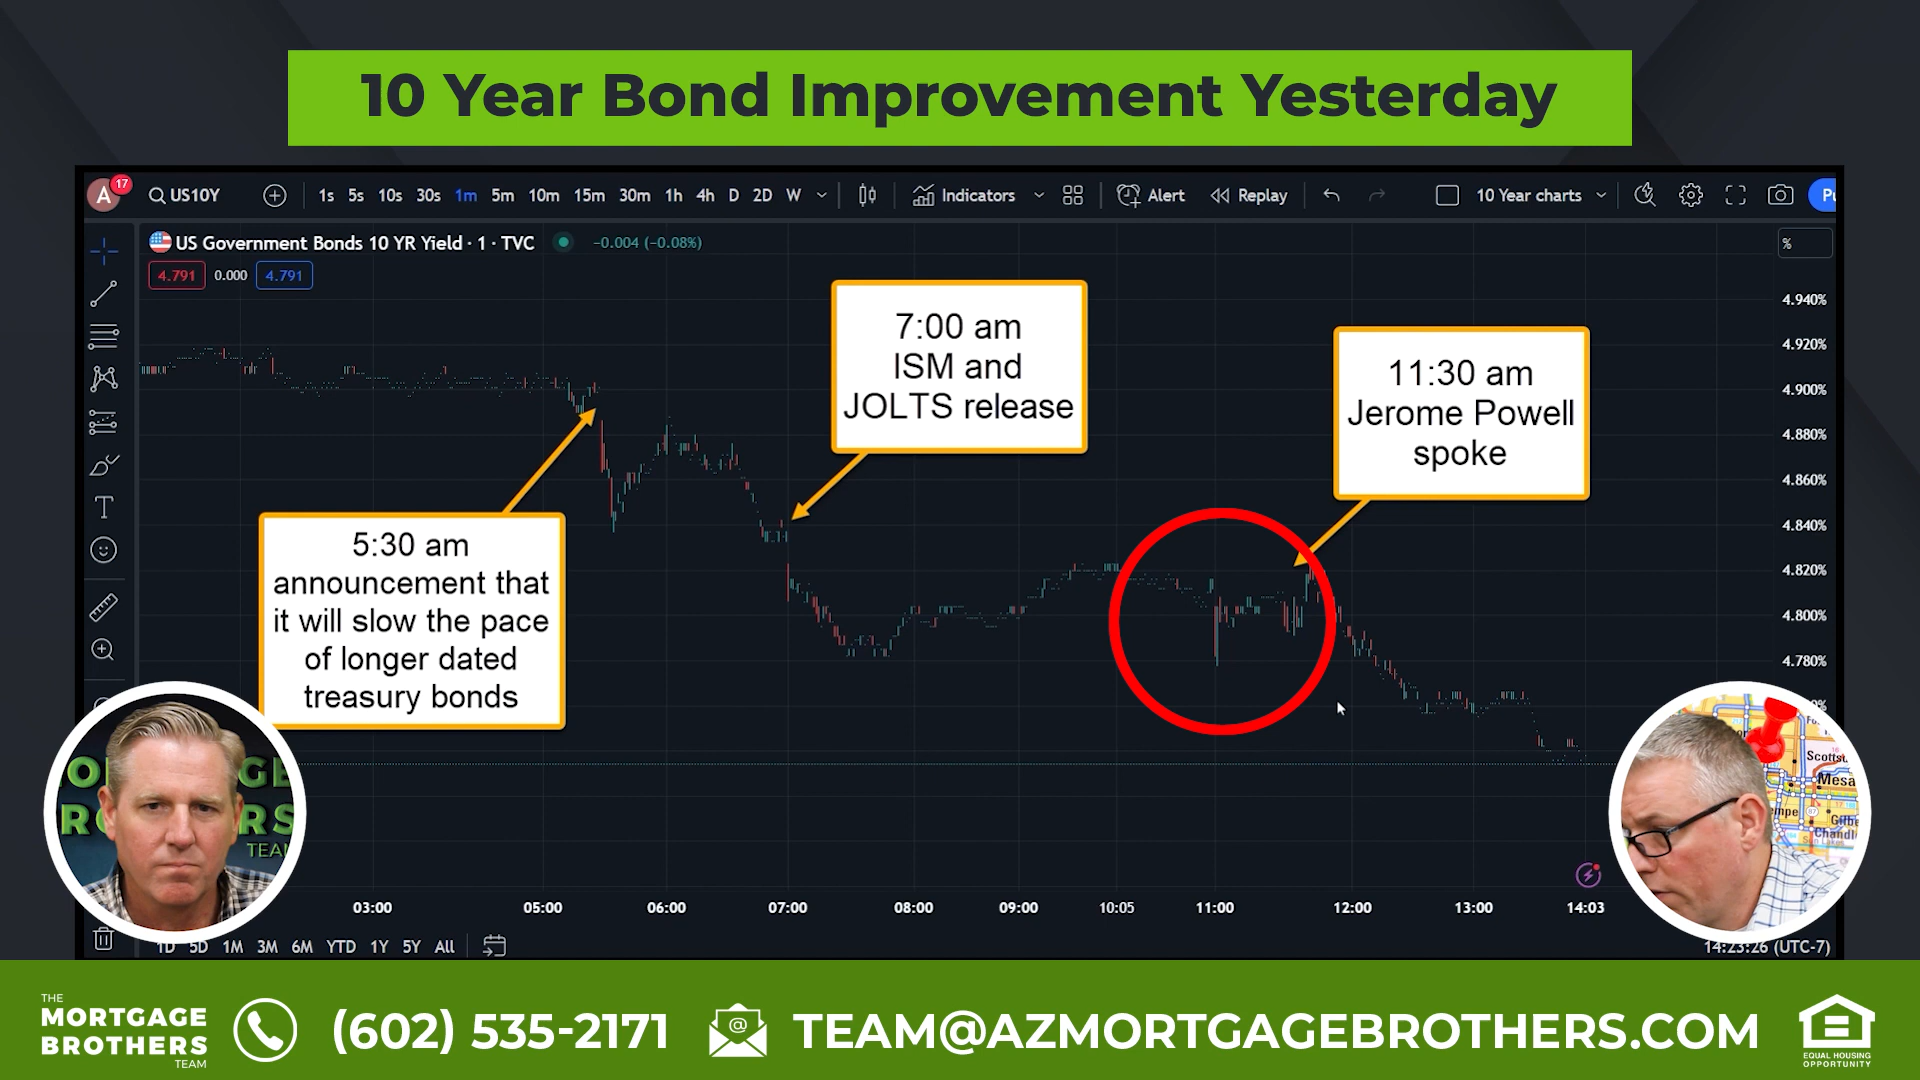 10 Year Bond Improvement Yesterday
A 17 US10Y 1s 5s 10s 30s 1m 5m 10m 15m 30m 1h 4h D 2D W Indicators Alert Replay 10 Year charts
US Government Bonds 10 YR Yield · 1 · TVC −0.004 (−0.08%)
4.791 0.000 4.791
%
4.940%
4.920%
4.900%
4.880%
4.860%
4.840%
4.820%
4.800%
4.780%
7:00 am
ISM and
JOLTS release
11:30 am
Jerome Powell
spoke
5:30 am
announcement that
it will slow the pace
of longer dated
treasury bonds
TEAM
Scottsd
Mesa
Gilbe
Chandl
03:00 05:00 06:00 07:00 08:00 09:00 10:05 11:00 12:00 13:00 14:03
1D 5D 1M 3M 6M YTD 1Y 5Y All
14:23:26 (UTC-7)
THE
MORTGAGE
BROTHERS
TEAM
(602) 535-2171
@
TEAM@AZMORTGAGEBROTHERS.COM
EQUAL HOUSING
OPPORTUNITY